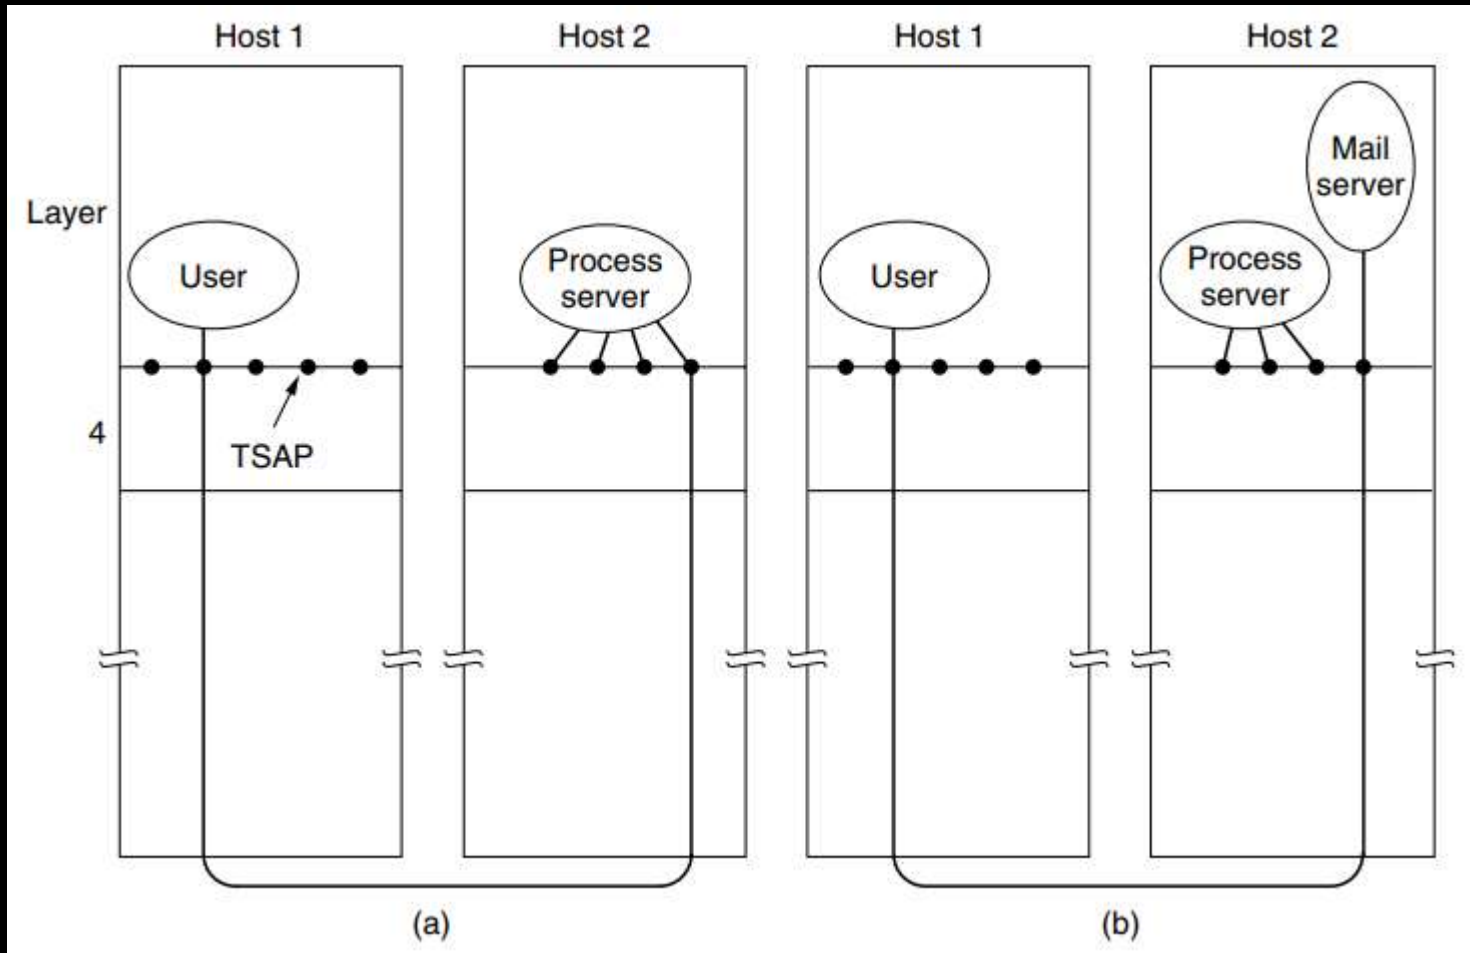 Host 1
Host 2
Host 1
Host 2
Mail
server
Layer
User
Process
server
User
Process
server
4
TSAP
(a)
(b)